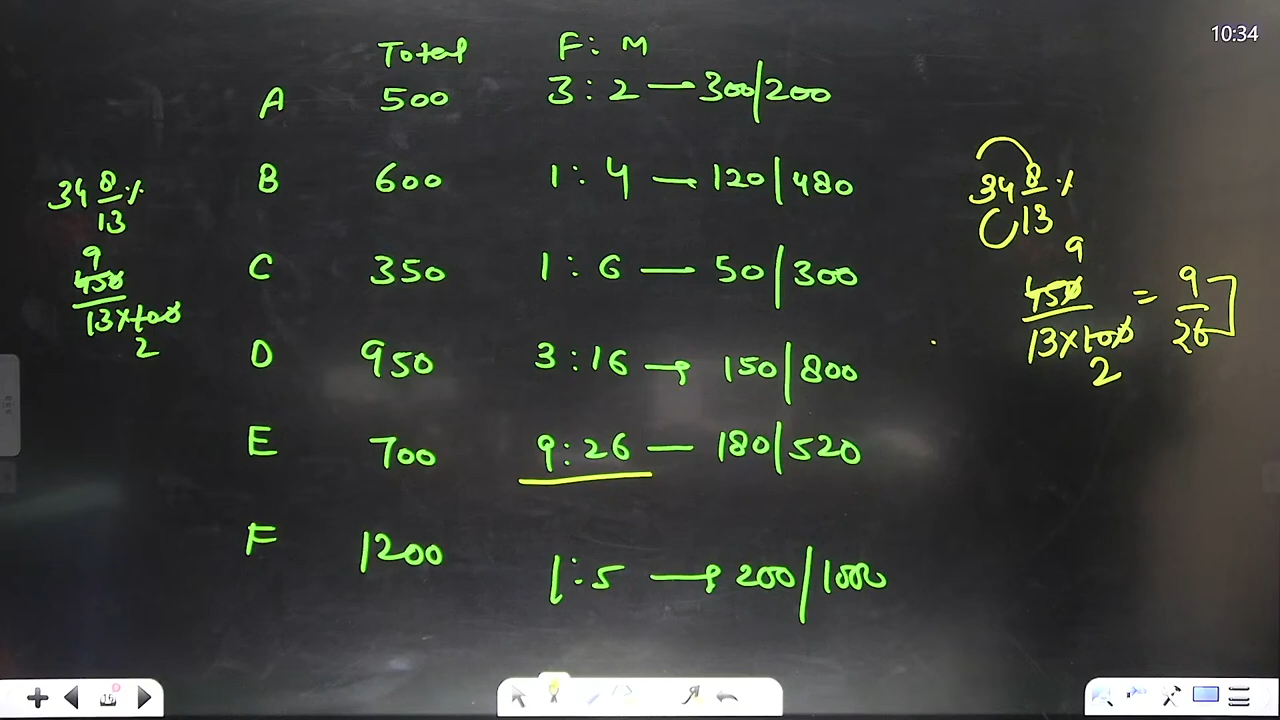 10:34
Total F : M
A 500 3 : 2 → 300/200
B 600 1 : 4 → 120/480
C 350 1 : 6 — 50/300
D 950 3 : 16 → 150/800
E 700 9 : 26 — 180/520
F 1200 1 : 5 → 200/1000
34 8/13 %
9
450
13×100
2
34 8/13 %
9
450/13×100 = 9/26
2